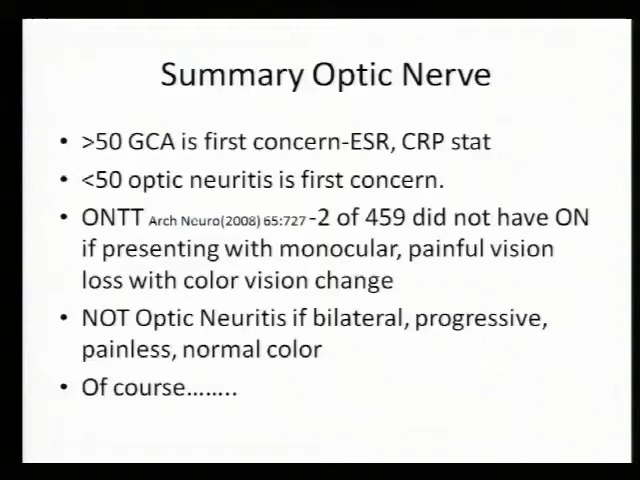 Summary Optic Nerve
• >50 GCA is first concern-ESR, CRP stat
• <50 optic neuritis is first concern.
• ONTT Arch Neuro(2008) 65:727 -2 of 459 did not have ON
if presenting with monocular, painful vision
loss with color vision change
• NOT Optic Neuritis if bilateral, progressive,
painless, normal color
• Of course……..